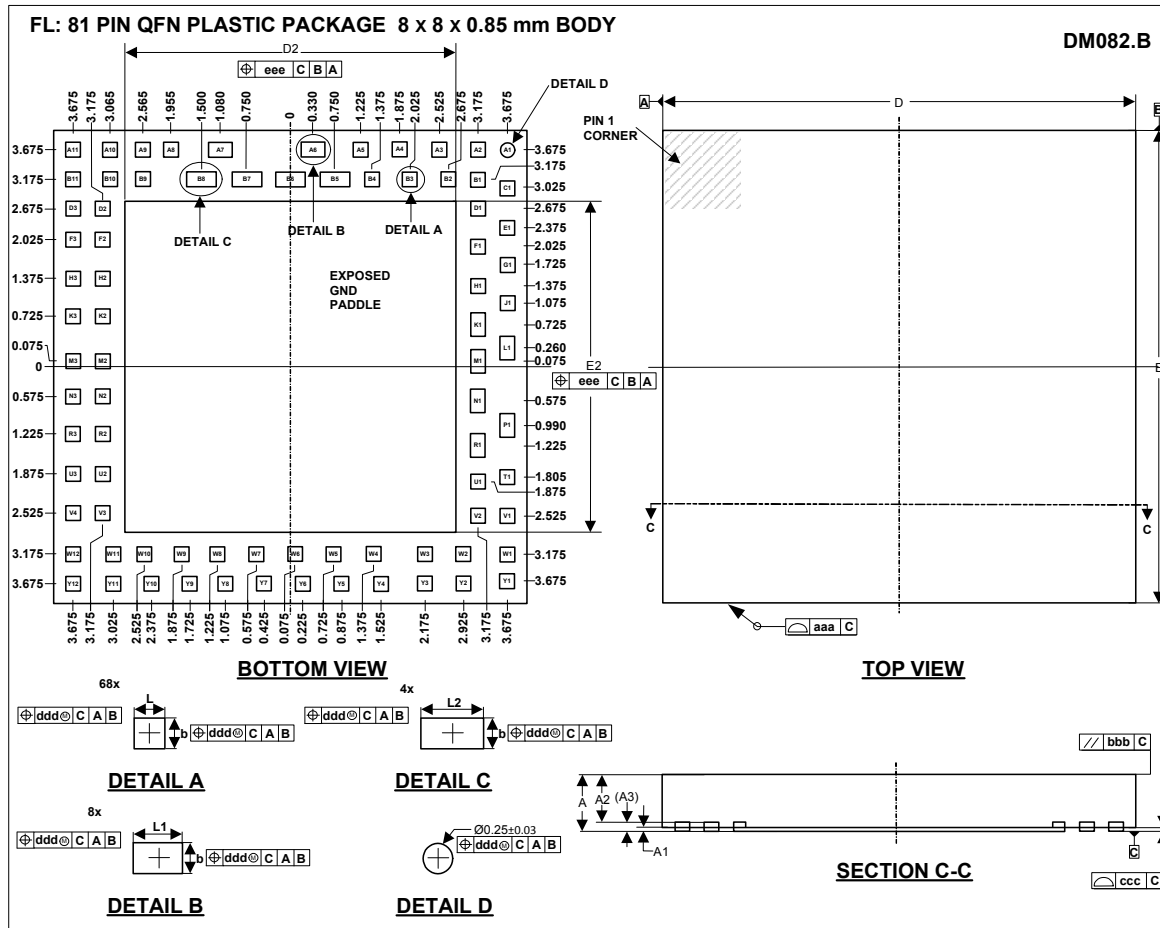 FL: 81 PIN QFN PLASTIC PACKAGE 8 x 8 x 0.85 mm BODY
DM082.B
D2
⌖ eee C B A
DETAIL D
3.675 3.175 3.065 2.565 1.955 1.500 1.080 0.750 0 0.330 0.750 1.225 1.375 1.875 2.025 2.525 2.675 3.175 3.675
A11 A10 A9 A8 A7 A6 A5 A4 A3 A2 A1
B11 B10 B9 B8 B7 B6 B5 B4 B3 B2 B1
3.675
3.175
2.675
2.025
1.375
0.725
0.075
0
0.575
1.225
1.875
2.525
3.175
3.675
D3 D2
F3 F2
H3 H2
K3 K2
M3 M2
N3 N2
R3 R2
U3 U2
V4 V3
DETAIL C
DETAIL B
DETAIL A
EXPOSED
GND
PADDLE
E2
⌖ eee C B A
C1
D1
E1
F1
G1
H1
J1
K1
L1
M1
N1
P1
R1
T1
U1
V2 V1
3.675
3.175
3.025
2.675
2.375
2.025
1.725
1.375
1.075
0.725
0.260
0.075
0.575
0.990
1.225
1.805
1.875
2.525
3.175
3.675
W12 W11 W10 W9 W8 W7 W6 W5 W4 W3 W2 W1
Y12 Y11 Y10 Y9 Y8 Y7 Y6 Y5 Y4 Y3 Y2 Y1
3.675 3.175 3.025 2.525 2.375 1.875 1.725 1.225 1.075 0.575 0.425 0.075 0.225 0.725 0.875 1.375 1.525 2.175 2.925 3.175 3.675
BOTTOM VIEW
A
D
B
PIN 1
CORNER
E
C C
⌓ aaa C
TOP VIEW
68x
L
⌖ ddd Ⓜ C A B
b ⌖ ddd Ⓜ C A B
DETAIL A
4x
L2
⌖ ddd Ⓜ C A B
b ⌖ ddd Ⓜ C A B
DETAIL C
8x
L1
⌖ ddd Ⓜ C A B
b ⌖ ddd Ⓜ C A B
DETAIL B
Ø0.25±0.03
⌖ ddd Ⓜ C A B
DETAIL D
// bbb C
A A2 (A3)
A1
C
⌓ ccc C
SECTION C-C